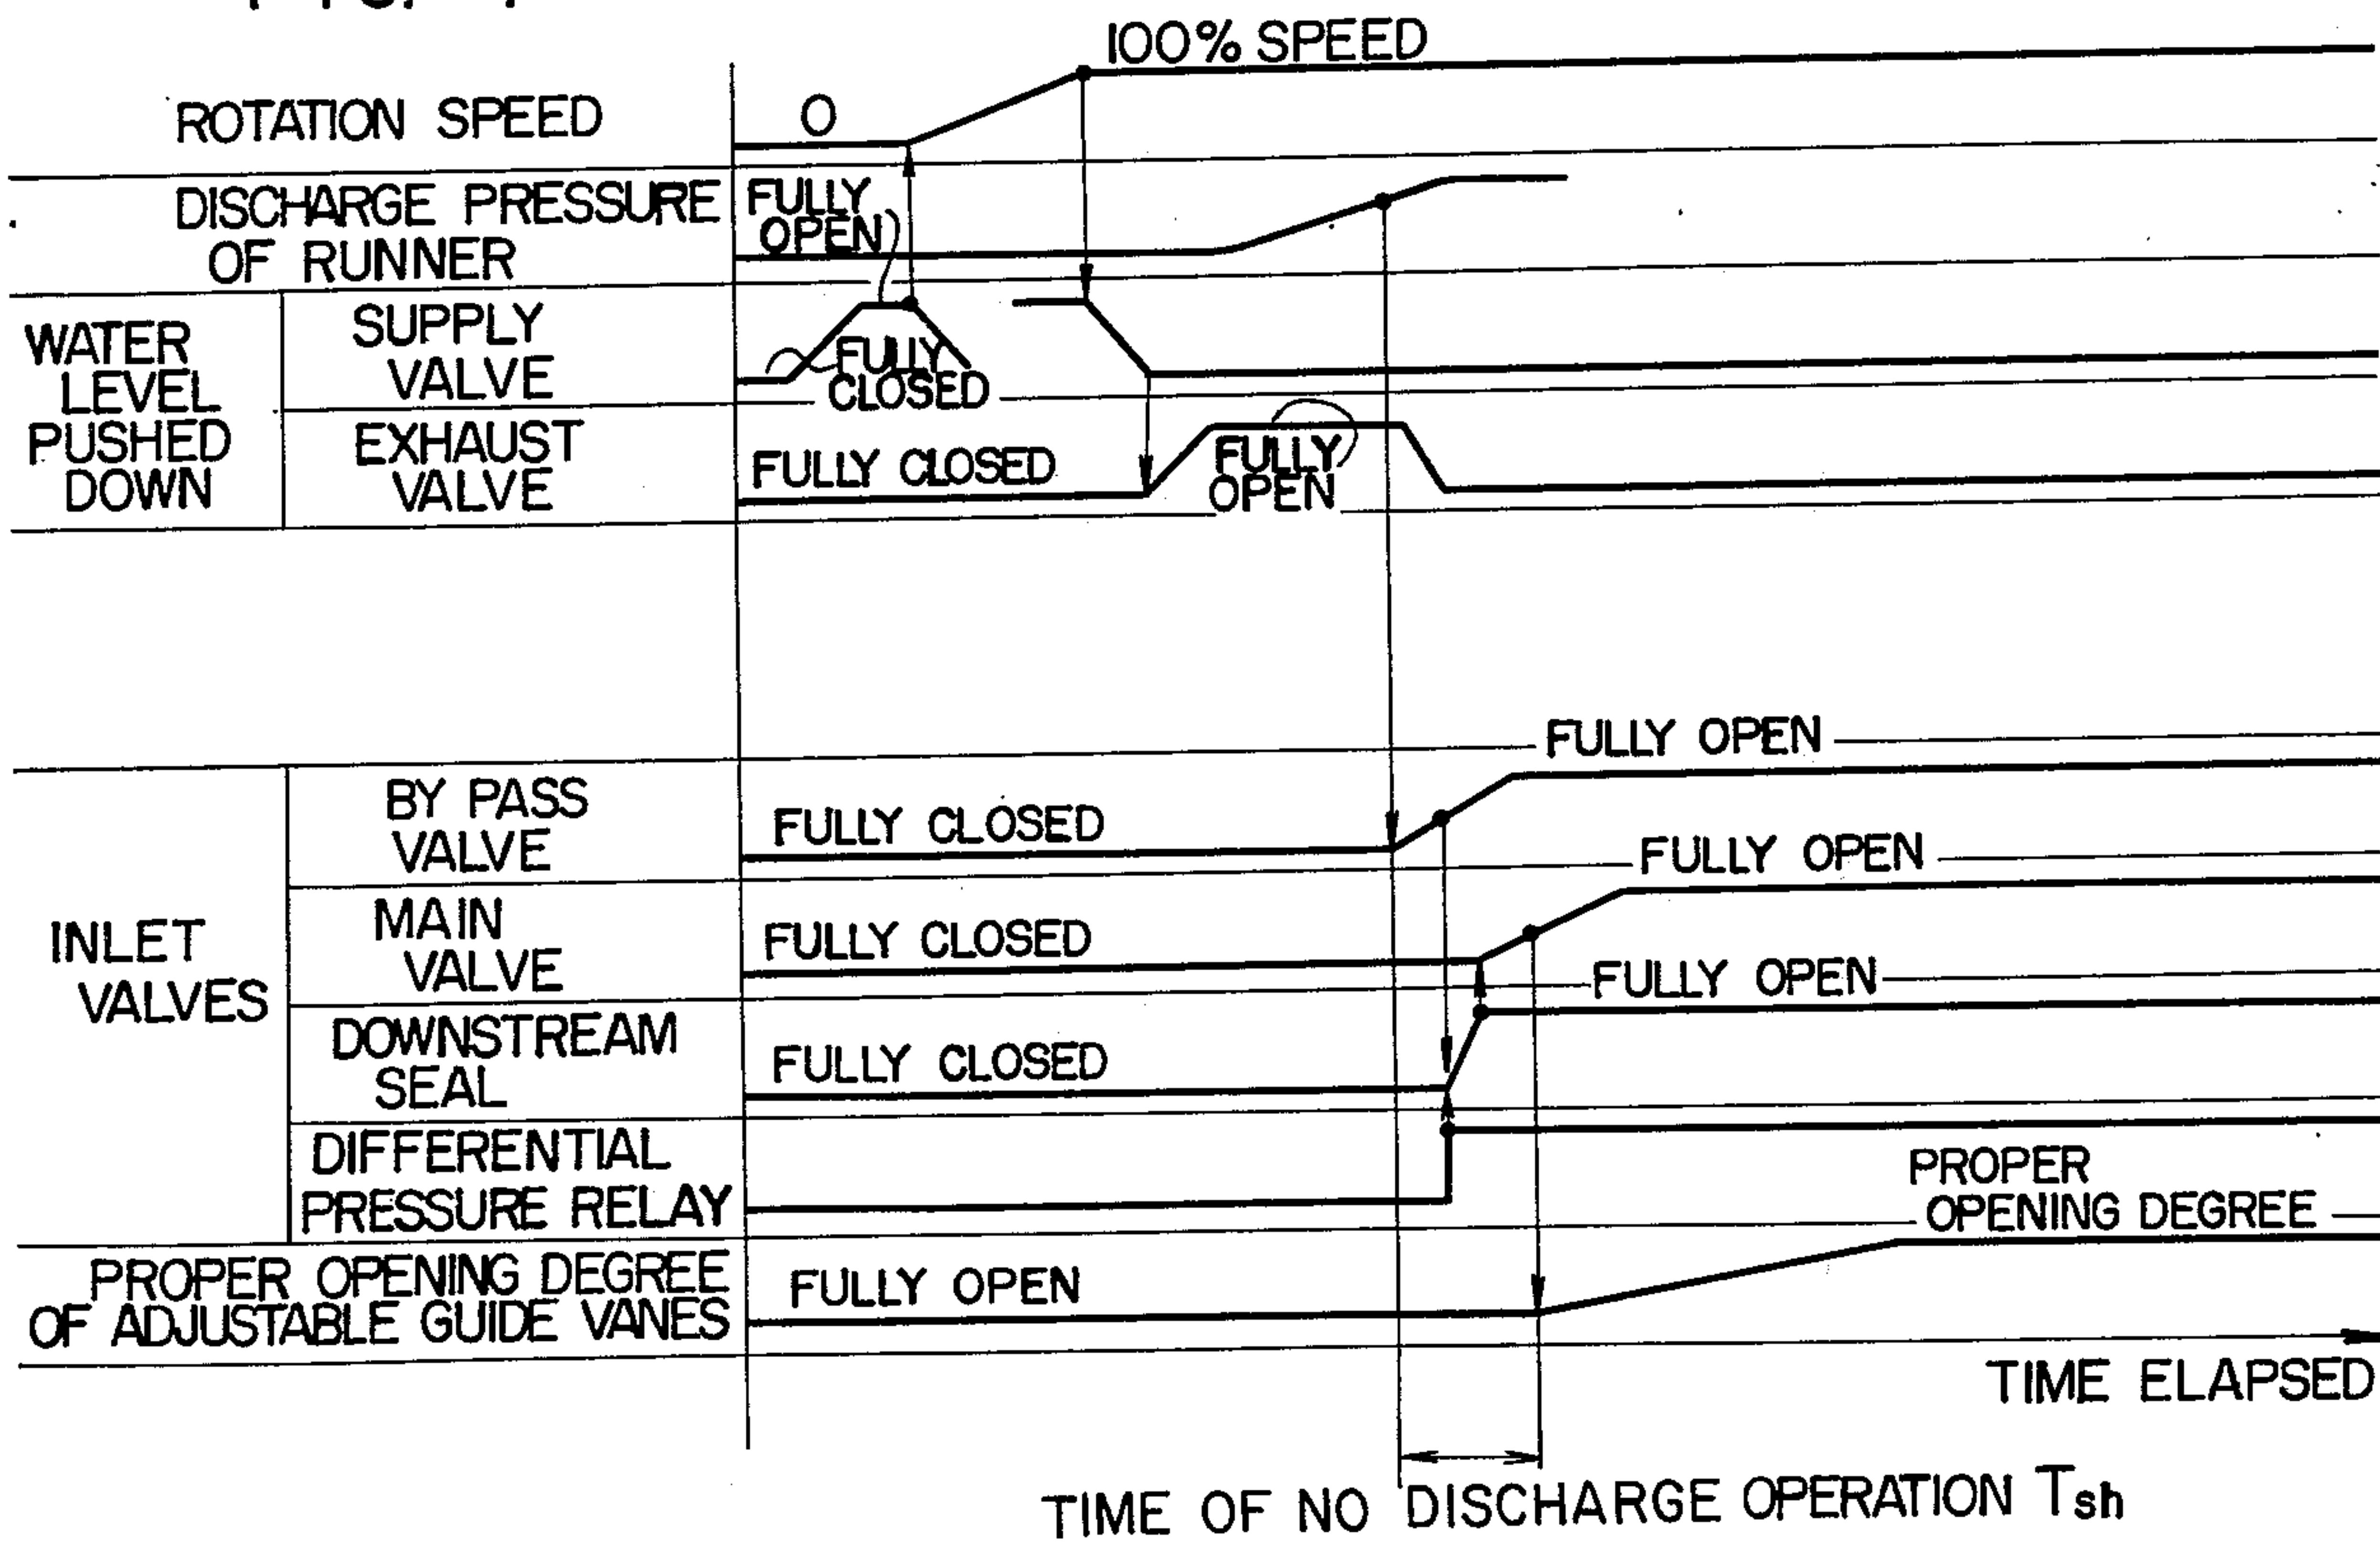 100% SPEED
ROTATION SPEED
0
DISCHARGE PRESSURE
OF RUNNER
FULLY
OPEN
WATER
LEVEL
PUSHED
DOWN
SUPPLY
VALVE
FULLY
CLOSED
EXHAUST
VALVE
FULLY CLOSED
FULLY
OPEN
INLET
VALVES
BY PASS
VALVE
FULLY CLOSED
FULLY OPEN
MAIN
VALVE
FULLY CLOSED
FULLY OPEN
DOWNSTREAM
SEAL
FULLY CLOSED
FULLY OPEN
DIFFERENTIAL
PRESSURE RELAY
PROPER OPENING DEGREE
OF ADJUSTABLE GUIDE VANES
FULLY OPEN
PROPER
OPENING DEGREE
TIME ELAPSED
TIME OF NO DISCHARGE OPERATION Tsh